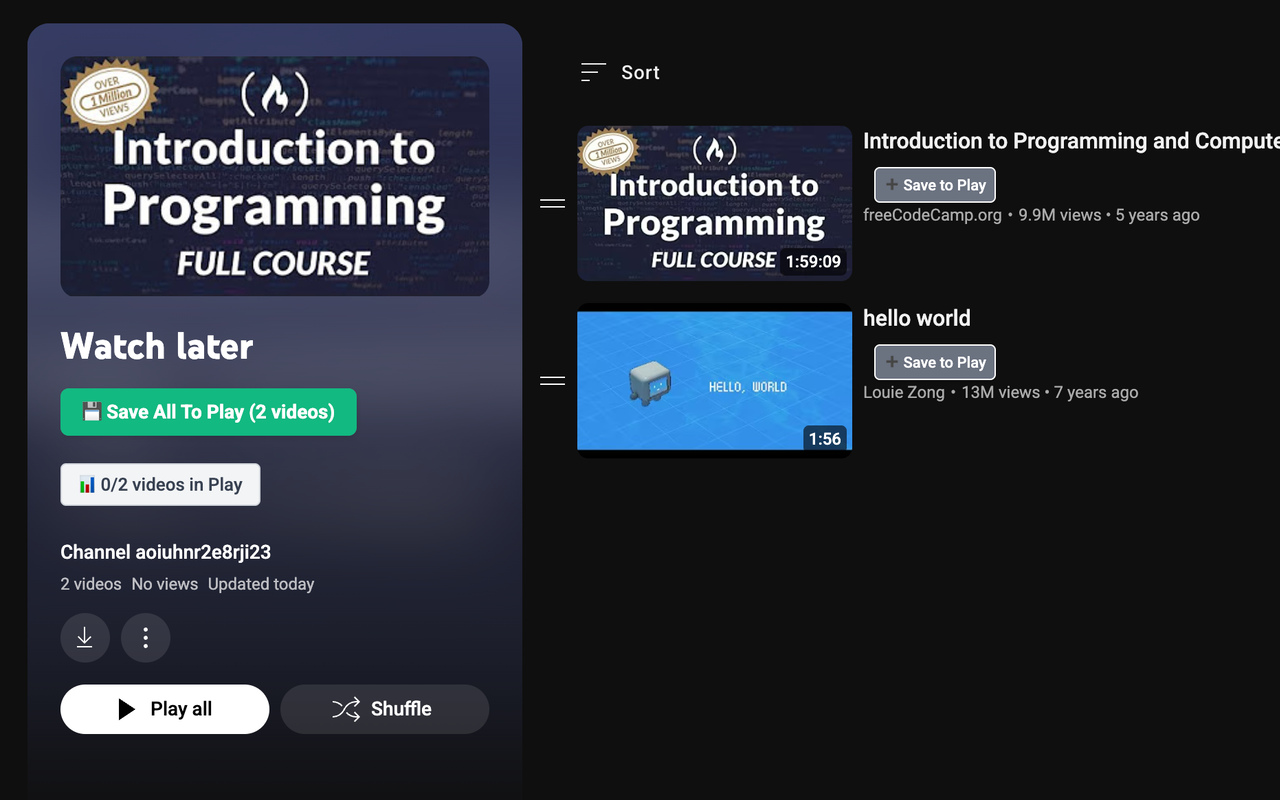 OVER
1 Million
VIEWS
Introduction to
Programming
FULL COURSE
Watch later
Save All To Play (2 videos)
0/2 videos in Play
Channel aoiuhnr2e8rji23
2 videos No views Updated today
Play all
Shuffle
Sort
OVER
1 Million
VIEWS
Introduction to
Programming
FULL COURSE
1:59:09
Introduction to Programming and Compute
+ Save to Play
freeCodeCamp.org • 9.9M views • 5 years ago
HELLO, WORLD
1:56
hello world
+ Save to Play
Louie Zong • 13M views • 7 years ago